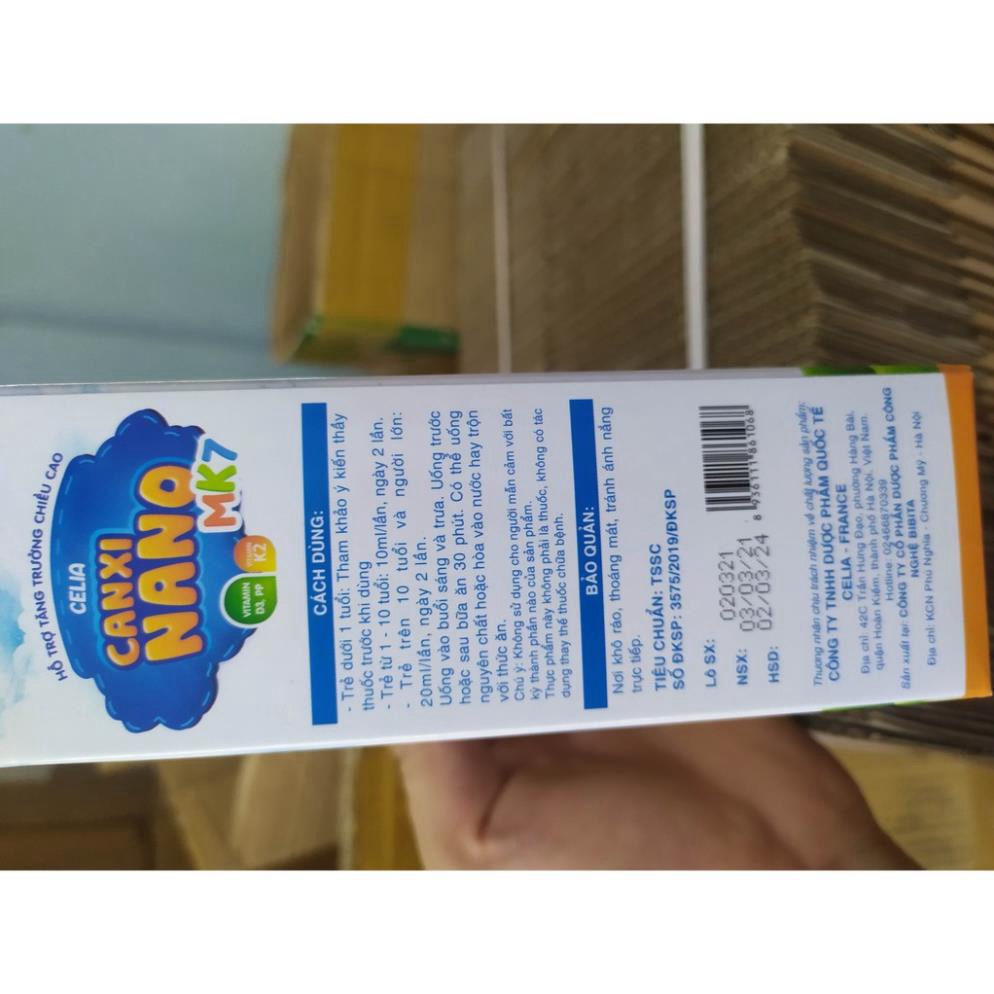 HỖ TRỢ TĂNG TRƯỞNG CHIỀU CAO
CELIA
CANXI
NANO
MK7
VITAMIN
D3, PP
VITAMIN
K2
CÁCH DÙNG:
- Trẻ dưới 1 tuổi: Tham khảo ý kiến thầy
thuốc trước khi dùng
- Trẻ từ 1 - 10 tuổi: 10ml/lần, ngày 2 lần.
- Trẻ trên 10 tuổi và người lớn:
20ml/lần, ngày 2 lần.
Uống vào buổi sáng và trưa. Uống trước
hoặc sau bữa ăn 30 phút. Có thể uống
nguyên chất hoặc hòa vào nước hay trộn
với thức ăn.
Chú ý: Không sử dụng cho người mẫn cảm với bất
kỳ thành phần nào của sản phẩm.
Thực phẩm này không phải là thuốc, không có tác
dụng thay thế thuốc chữa bệnh.
BẢO QUẢN:
Nơi khô ráo, thoáng mát, tránh ánh nắng
trực tiếp.
TIÊU CHUẨN: TSSC
SỐ ĐKSP: 3575/2019/ĐKSP
Lô SX: 020321
NSX: 03/03/21
HSD: 02/03/24
8 936111 861068
Thương nhân chịu trách nhiệm về chất lượng sản phẩm:
CÔNG TY TNHH DƯỢC PHẨM QUỐC TẾ
CELIA - FRANCE
Địa chỉ: 42C Trần Hưng Đạo, phường Hàng Bài,
quận Hoàn Kiếm, thành phố Hà Nội, Việt Nam
Hotline: 02466870339
Sản xuất tại: CÔNG TY CỔ PHẦN DƯỢC PHẨM CÔNG
NGHỆ BIBITA
Địa chỉ: KLCN Phú Nghĩa - Chương Mỹ - Hà Nội